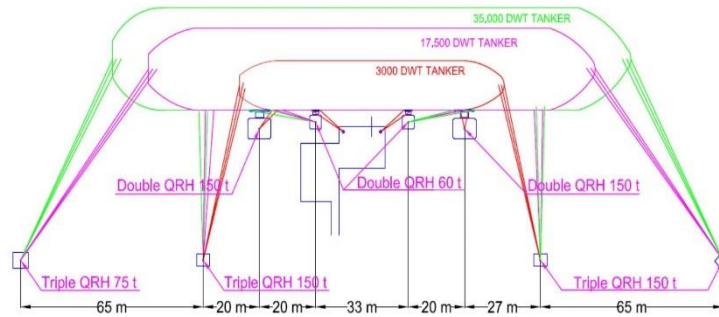 35,000 DWT TANKER
17,500 DWT TANKER
3000 DWT TANKER
Double QRH 150 t
Double QRH 60 t
Double QRH 150 t
Triple QRH 75 t
Triple QRH 150 t
Triple QRH 150 t
65 m
20 m
20 m
33 m
20 m
27 m
65 m